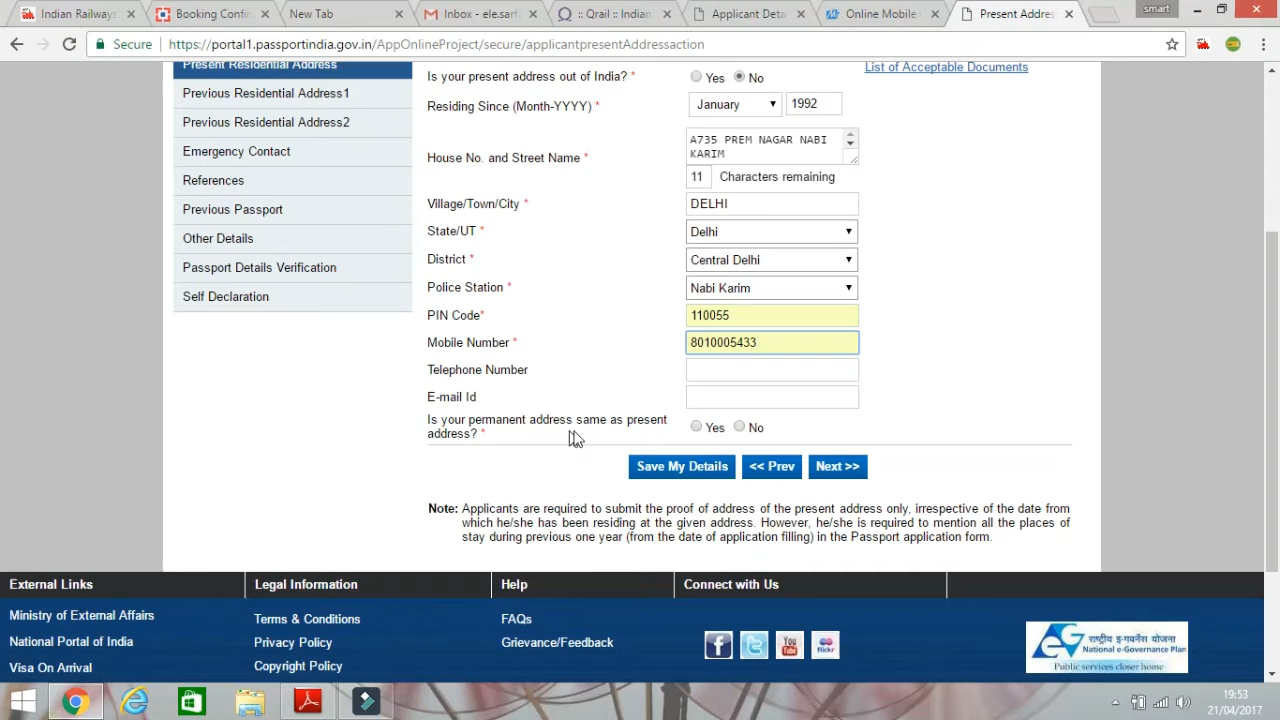 Indian Railways
Booking Confir
New Tab
Inbox - ele.sarf
:: Qrail :: Indian
Applicant Deta
Online Mobile
Present Addres
smart
Secure
https://portal1.passportindia.gov.in/AppOnlineProject/secure/applicantpresentAddressaction
Present Residential Address
Previous Residential Address1
Previous Residential Address2
Emergency Contact
References
Previous Passport
Other Details
Passport Details Verification
Self Declaration
Is your present address out of India? * Yes No
List of Acceptable Documents
Residing Since (Month-YYYY) * January 1992
House No. and Street Name *
A735 PREM NAGAR NABI
KARIM
11 Characters remaining
Village/Town/City * DELHI
State/UT * Delhi
District * Central Delhi
Police Station * Nabi Karim
PIN Code* 110055
Mobile Number * 8010005433
Telephone Number
E-mail Id
Is your permanent address same as present
address? * Yes No
Save My Details << Prev Next >>
Note: Applicants are required to submit the proof of address of the present address only, irrespective of the date from
which he/she has been residing at the given address. However, he/she is required to mention all the places of
stay during previous one year (from the date of application filling) in the Passport application form.
External Links
Ministry of External Affairs
National Portal of India
Visa On Arrival
Legal Information
Terms & Conditions
Privacy Policy
Copyright Policy
Help
FAQs
Grievance/Feedback
Connect with Us
You
Tube
flickr
राष्ट्रीय इ-गवर्नेंस योजना
National e-Governance Plan
Public services closer home
19:53
21/04/2017